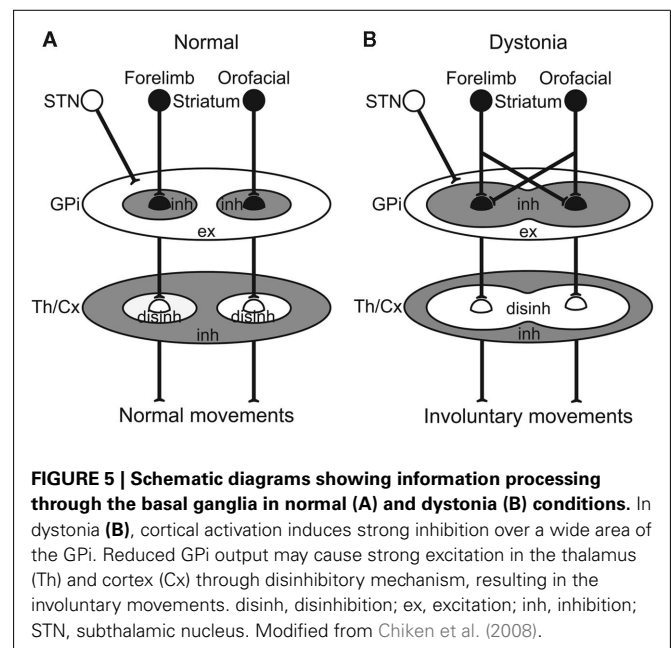 A Normal
Forelimb Orofacial
STN Striatum
GPi inh inh
ex
Th/Cx disinh disinh
inh
Normal movements
B Dystonia
Forelimb Orofacial
STN Striatum
GPi inh
ex
Th/Cx disinh
inh
Involuntary movements
FIGURE 5 | Schematic diagrams showing information processing
through the basal ganglia in normal (A) and dystonia (B) conditions. In
dystonia (B), cortical activation induces strong inhibition over a wide area of
the GPi. Reduced GPi output may cause strong excitation in the thalamus
(Th) and cortex (Cx) through disinhibitory mechanism, resulting in the
involuntary movements. disinh, disinhibition; ex, excitation; inh, inhibition;
STN, subthalamic nucleus. Modified from Chiken et al. (2008).